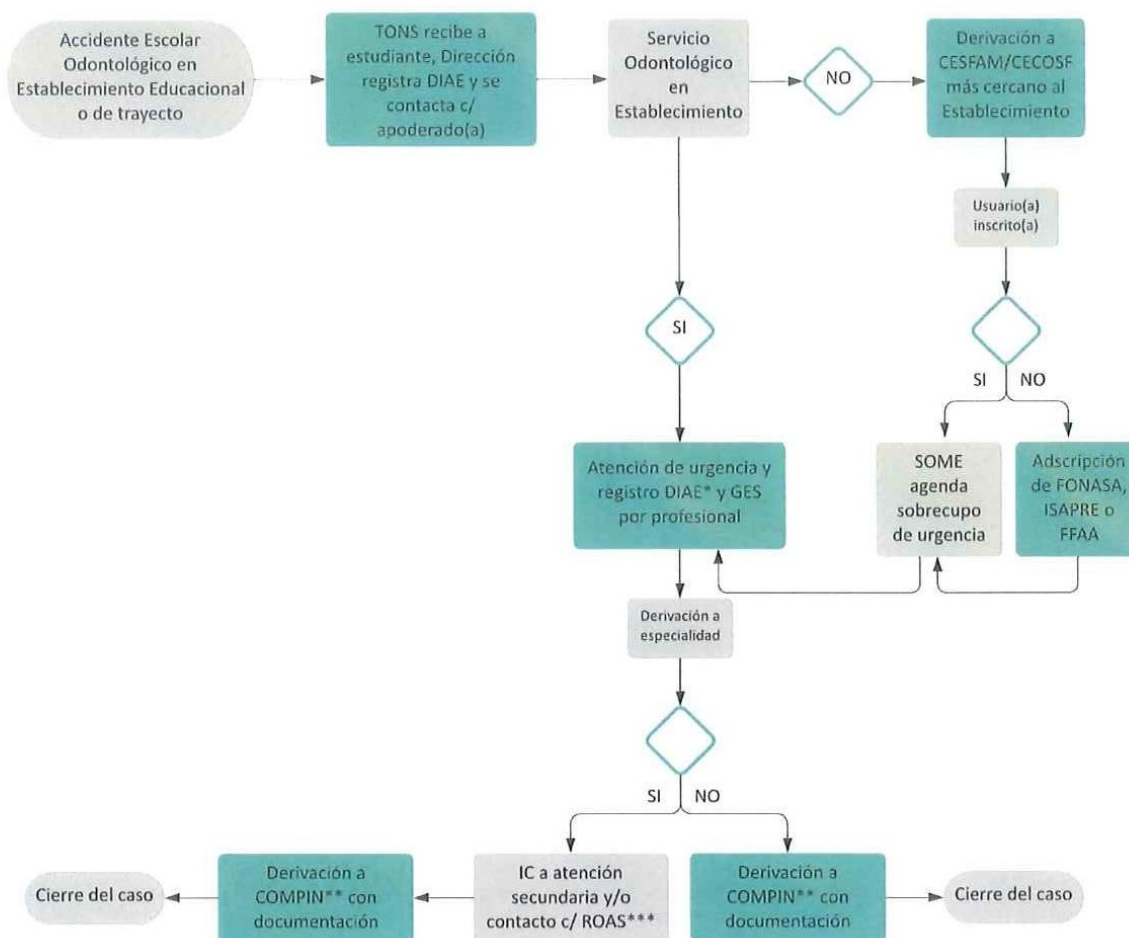 Accidente Escolar
Odontológico en
Establecimiento Educacional
o de trayecto
TONS recibe a
estudiante, Dirección
registra DIAE y se
contacta c/
apoderado(a)
Servicio
Odontológico
en
Establecimiento
NO
Derivación a
CESFAM/CECOSF
más cercano al
Establecimiento
Usuario(a)
inscrito(a)
SI
SI
NO
Atención de urgencia y
registro DIAE* y GES
por profesional
SOME
agenda
sobrecupo
de urgencia
Adscripción
de FONASA,
ISAPRE o
FFAA
Derivación a
especialidad
SI
NO
Cierre del caso
Derivación a
COMPIN** con
documentación
IC a atención
secundaria y/o
contacto c/ ROAS***
Derivación a
COMPIN** con
documentación
Cierre del caso